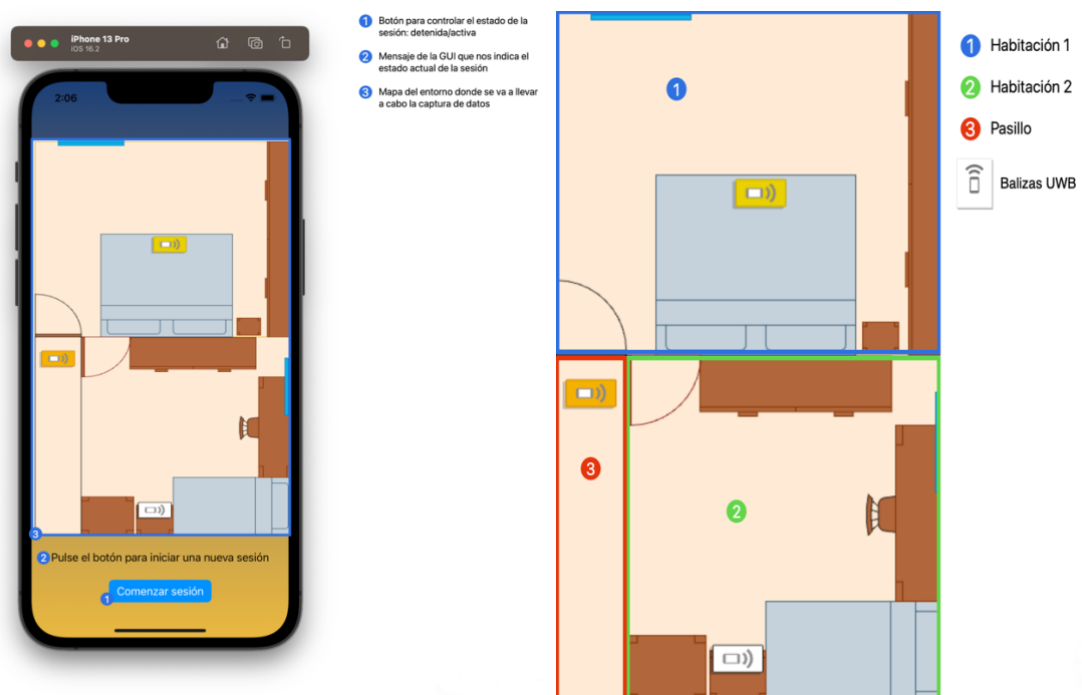 iPhone 13 Pro
iOS 16.2
2:06
3
2 Pulse el botón para iniciar una nueva sesión
1 Comenzar sesión
1 Botón para controlar el estado de la
sesión: detenida/activa
2 Mensaje de la GUI que nos indica el
estado actual de la sesión
3 Mapa del entorno donde se va a llevar
a cabo la captura de datos
1
3
2
1 Habitación 1
2 Habitación 2
3 Pasillo
Balizas UWB